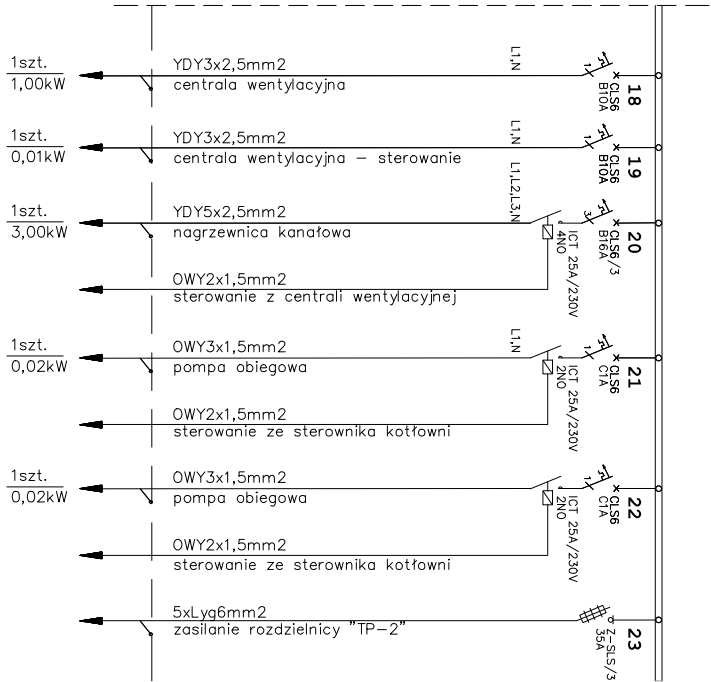 1szt.
1,00kW
YDY3x2,5mm2
centrala wentylacyjna
L1,N
CLS6
B10A
18
1szt.
0,01kW
YDY3x2,5mm2
centrala wentylacyjna – sterowanie
L1,N
CLS6
B10A
19
1szt.
3,00kW
YDY5x2,5mm2
nagrzewnica kanałowa
L1,L2,L3,N
ICT 25A/230V
4NO
CLS6/3
B16A
20
OWY2x1,5mm2
sterowanie z centrali wentylacyjnej
1szt.
0,02kW
OWY3x1,5mm2
pompa obiegowa
L1,N
ICT 25A/230V
2NO
CLS6
C1A
21
OWY2x1,5mm2
sterowanie ze sterownika kotłowni
1szt.
0,02kW
OWY3x1,5mm2
pompa obiegowa
ICT 25A/230V
2NO
CLS6
C1A
22
OWY2x1,5mm2
sterowanie ze sterownika kotłowni
5xLyg6mm2
zasilanie rozdzielnicy "TP–2"
Z–SLS/3
35A
23